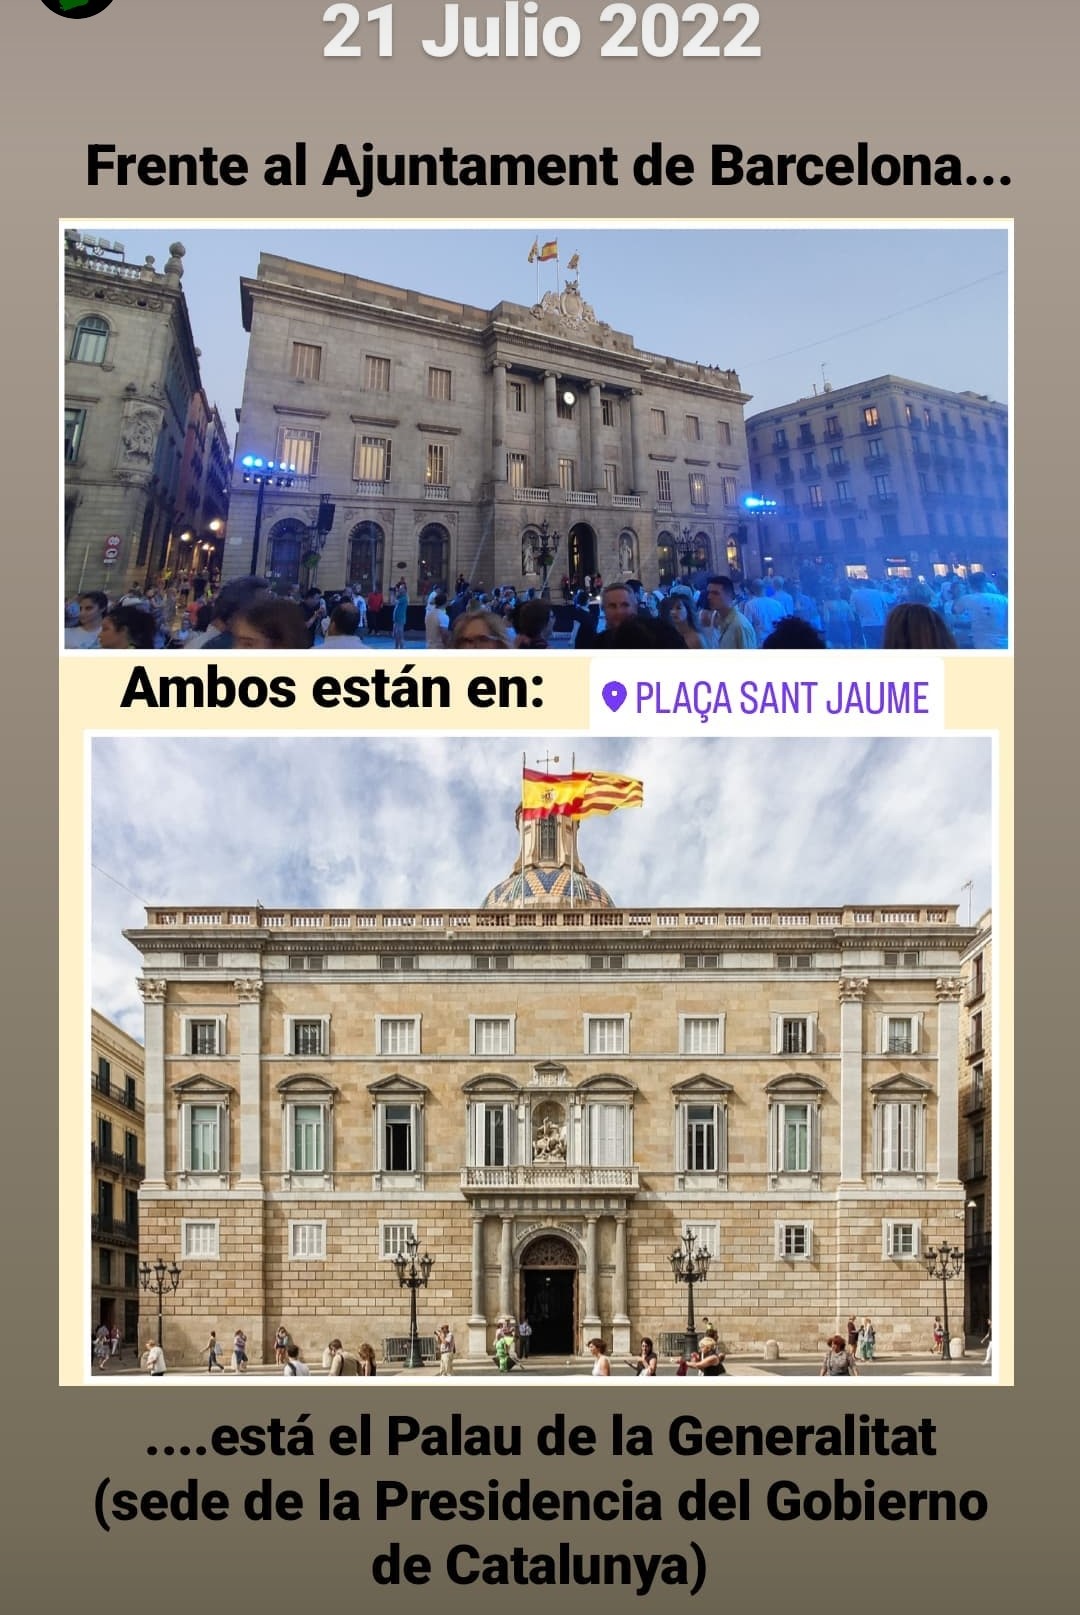 21 Julio 2022
Frente al Ajuntament de Barcelona...
Ambos están en:
PLAÇA SANT JAUME
....está el Palau de la Generalitat
(sede de la Presidencia del Gobierno
de Catalunya)